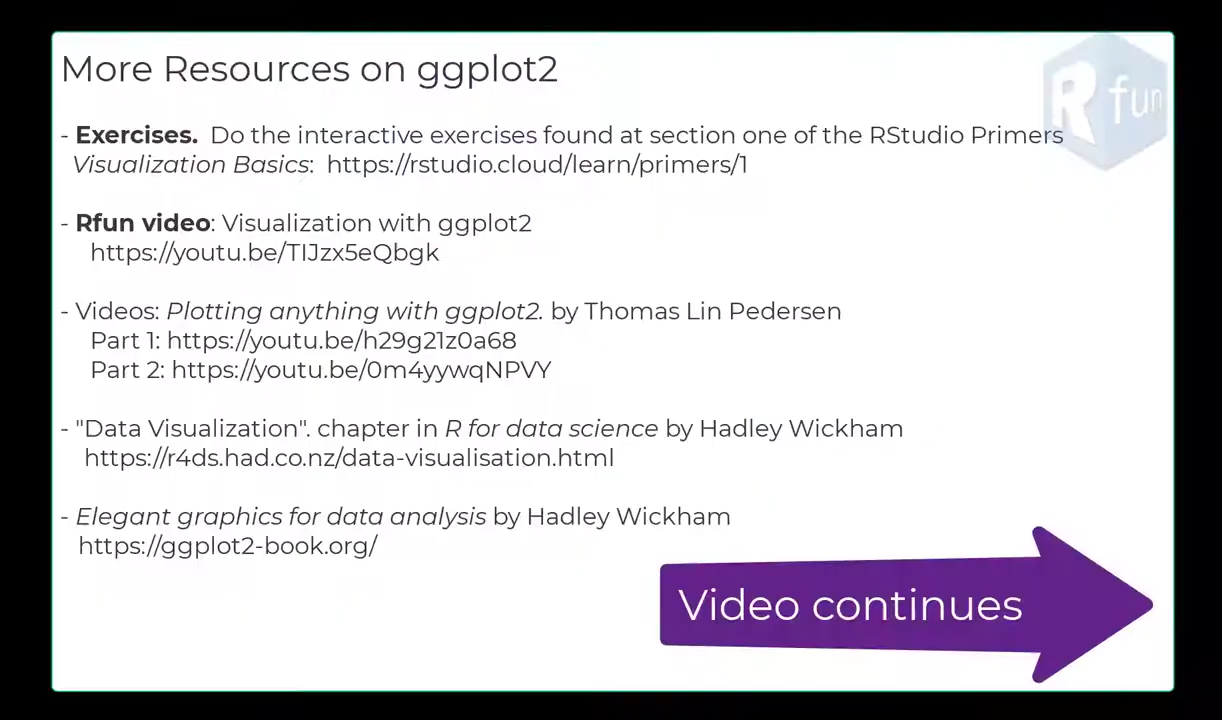 More Resources on ggplot2
R fun
- Exercises.  Do the interactive exercises found at section one of the RStudio Primers
Visualization Basics:  https://rstudio.cloud/learn/primers/1
- Rfun video: Visualization with ggplot2
https://youtu.be/TIJzx5eQbgk
- Videos: Plotting anything with ggplot2. by Thomas Lin Pedersen
Part 1: https://youtu.be/h29g21z0a68
Part 2: https://youtu.be/0m4yywqNPVY
- "Data Visualization". chapter in R for data science by Hadley Wickham
https://r4ds.had.co.nz/data-visualisation.html
- Elegant graphics for data analysis by Hadley Wickham
https://ggplot2-book.org/
Video continues